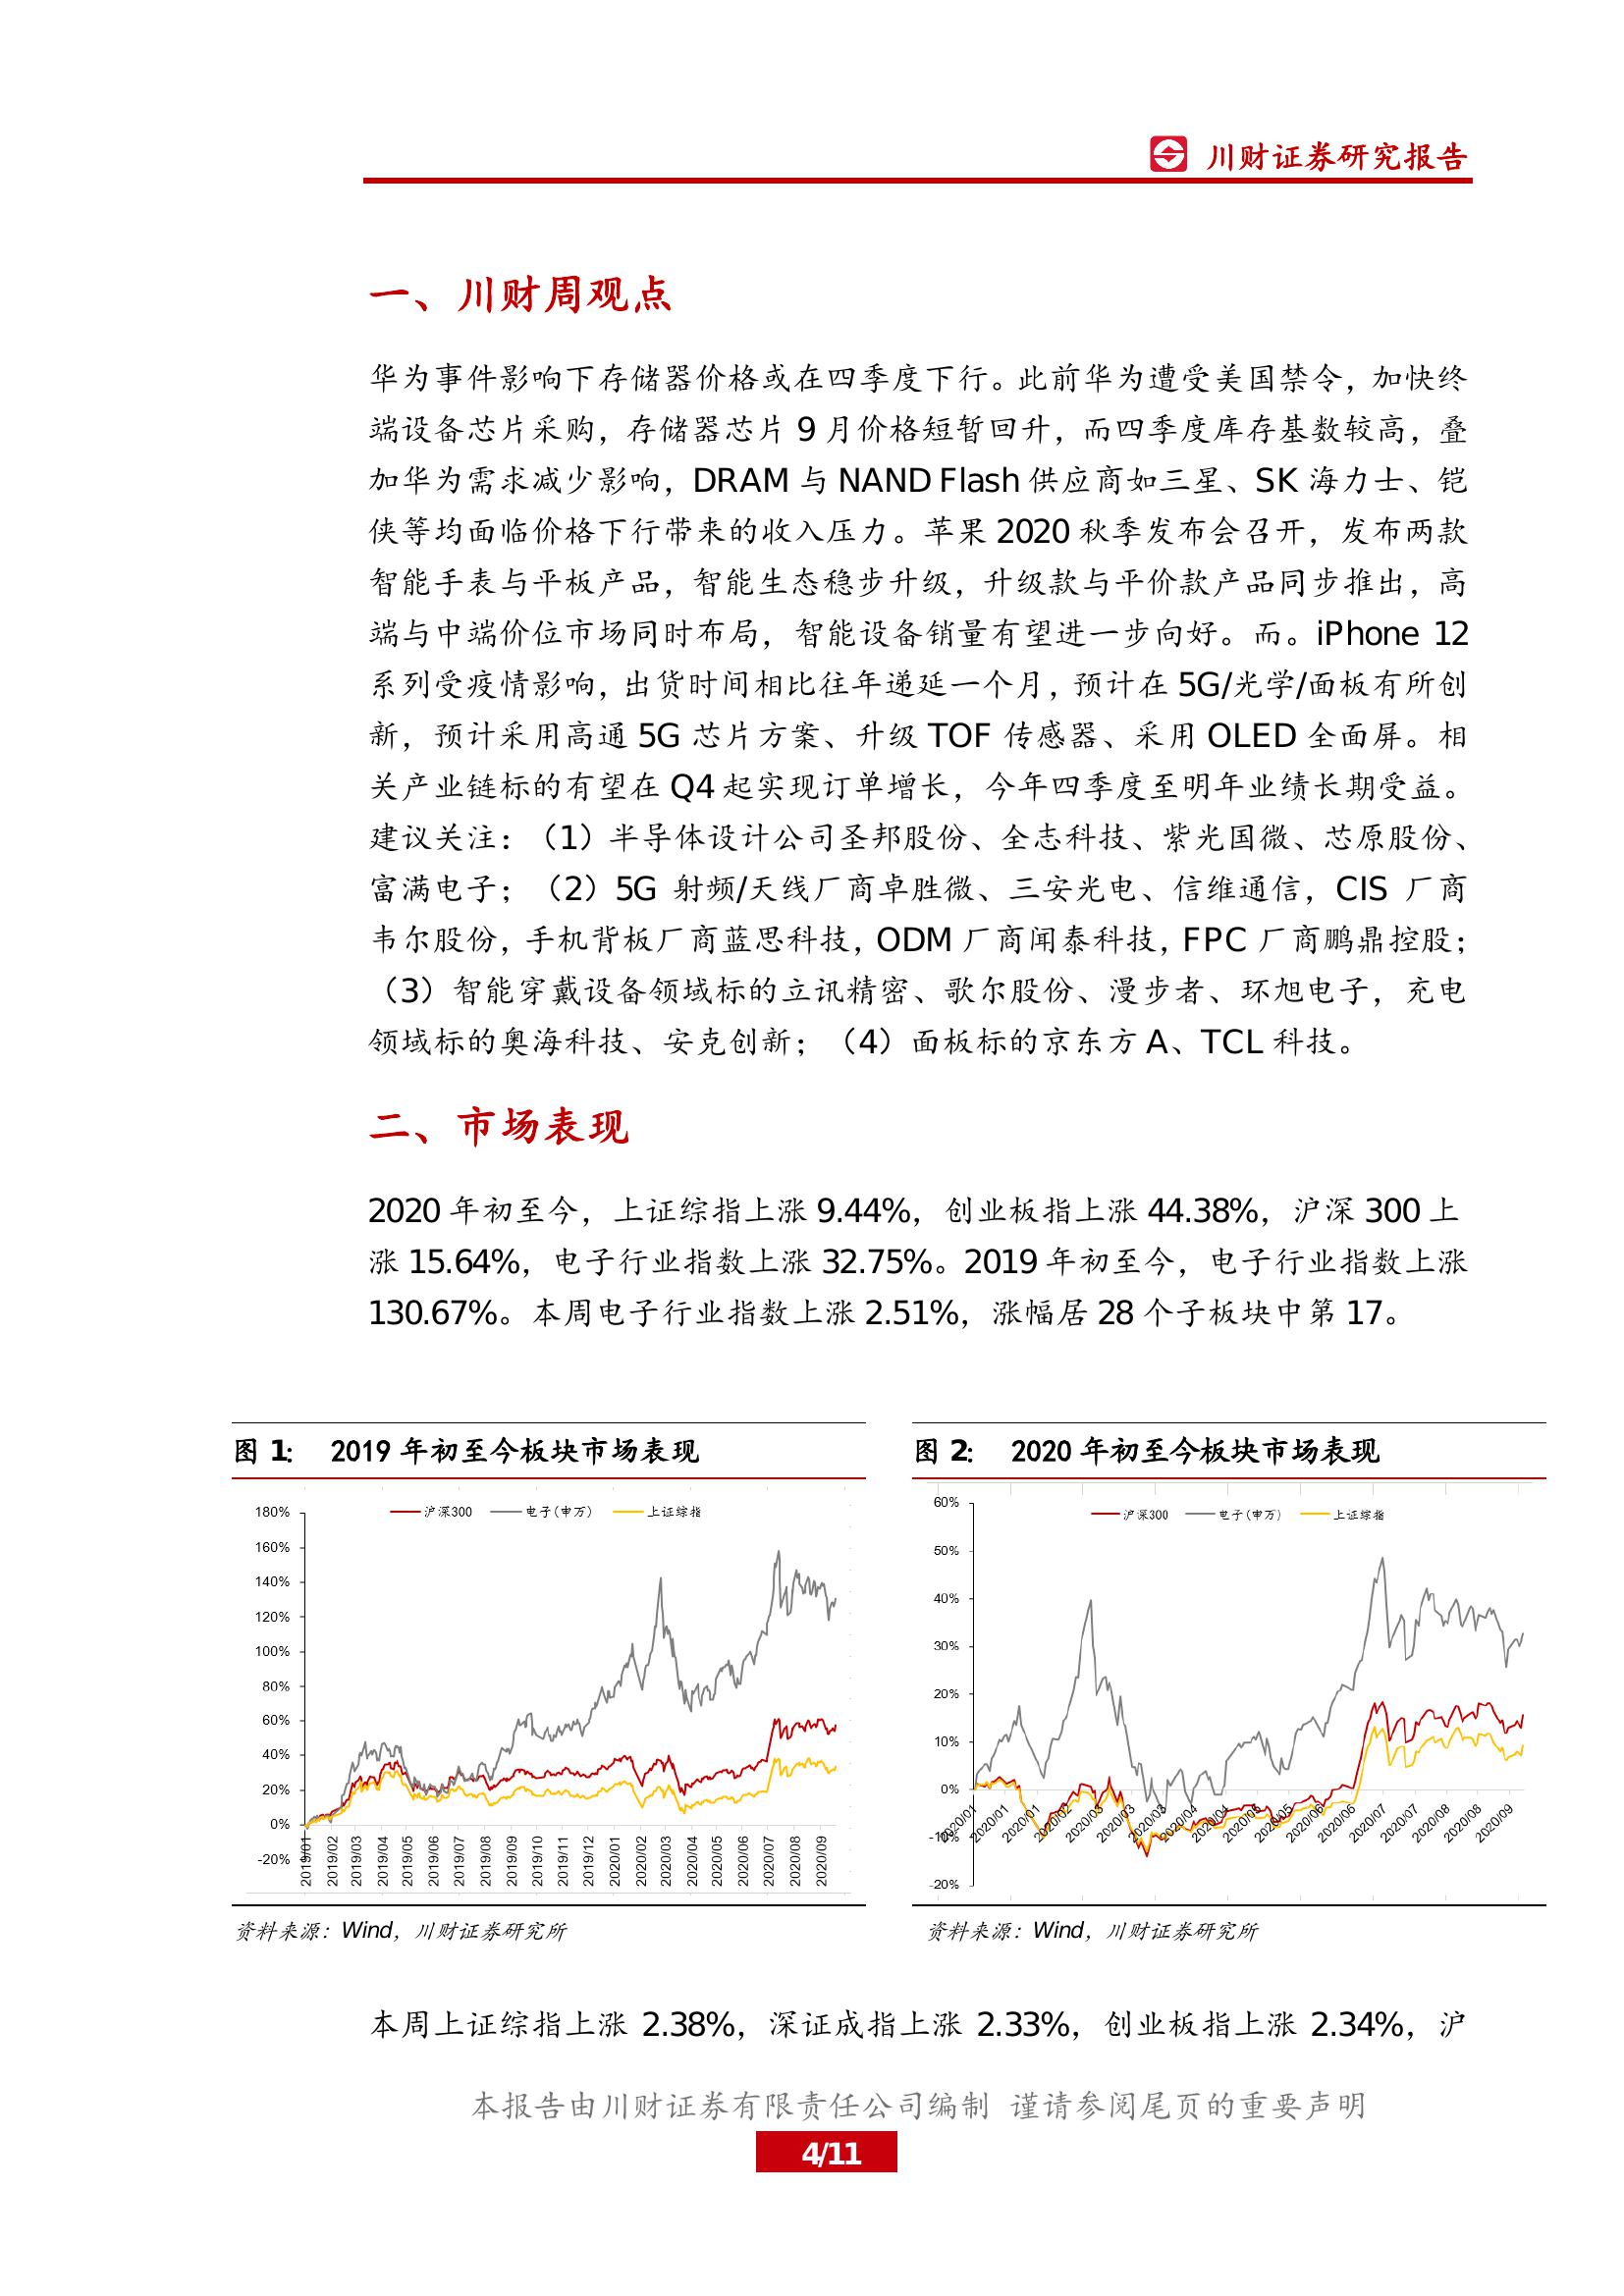 川财证券研究报告
一、川财周观点
华为事件影响下存储器价格或在四季度下行。此前华为遭受美国禁令，加快终
端设备芯片采购，存储器芯片 9 月价格短暂回升，而四季度库存基数较高，叠
加华为需求减少影响，DRAM 与 NAND Flash 供应商如三星、SK 海力士、铠
侠等均面临价格下行带来的收入压力。苹果 2020 秋季发布会召开，发布两款
智能手表与平板产品，智能生态稳步升级，升级款与平价款产品同步推出，高
端与中端价位市场同时布局，智能设备销量有望进一步向好。而。iPhone 12
系列受疫情影响，出货时间相比往年递延一个月，预计在 5G/光学/面板有所创
新，预计采用高通 5G 芯片方案、升级 TOF 传感器、采用 OLED 全面屏。相
关产业链标的有望在 Q4 起实现订单增长，今年四季度至明年业绩长期受益。
建议关注：（1）半导体设计公司圣邦股份、全志科技、紫光国微、芯原股份、
富满电子；（2）5G 射频/天线厂商卓胜微、三安光电、信维通信，CIS 厂商
韦尔股份，手机背板厂商蓝思科技，ODM 厂商闻泰科技，FPC 厂商鹏鼎控股；
（3）智能穿戴设备领域标的立讯精密、歌尔股份、漫步者、环旭电子，充电
领域标的奥海科技、安克创新；（4）面板标的京东方 A、TCL 科技。
二、市场表现
2020 年初至今，上证综指上涨 9.44%，创业板指上涨 44.38%，沪深 300 上
涨 15.64%，电子行业指数上涨 32.75%。2019 年初至今，电子行业指数上涨
130.67%。本周电子行业指数上涨 2.51%，涨幅居 28 个子板块中第 17。
图 1： 2019 年初至今板块市场表现
沪深300 电子(申万) 上证综指
180%
160%
140%
120%
100%
80%
60%
40%
20%
0%
-20%
2019/01 2019/02 2019/03 2019/04 2019/05 2019/06 2019/07 2019/08 2019/09 2019/10 2019/11 2019/12 2020/01 2020/02 2020/03 2020/04 2020/05 2020/06 2020/07 2020/08 2020/09
资料来源：Wind，川财证券研究所
图 2： 2020 年初至今板块市场表现
沪深300 电子(申万) 上证综指
60%
50%
40%
30%
20%
10%
0%
-10%
-20%
2020/01 2020/01 2020/01 2020/02 2020/03 2020/03 2020/03 2020/04 2020/04 2020/05 2020/05 2020/06 2020/06 2020/07 2020/07 2020/08 2020/08 2020/09
资料来源：Wind，川财证券研究所
本周上证综指上涨 2.38%，深证成指上涨 2.33%，创业板指上涨 2.34%，沪
本报告由川财证券有限责任公司编制 谨请参阅尾页的重要声明
4/11